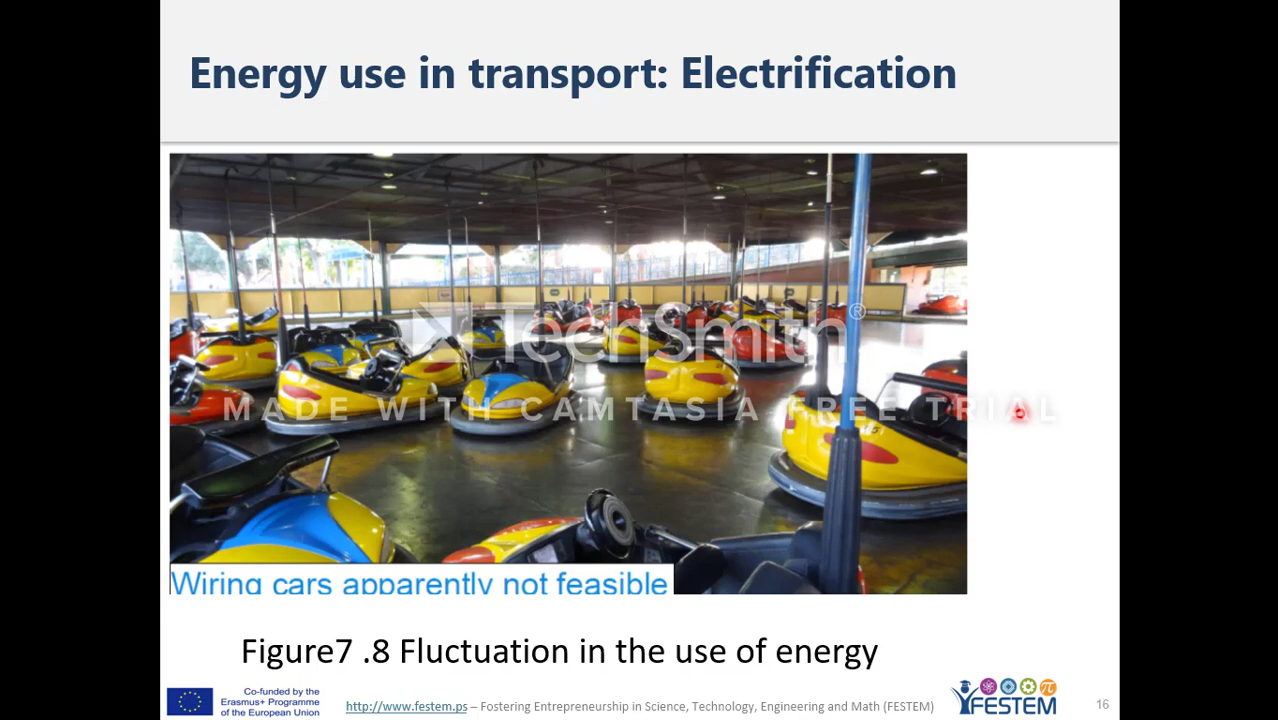 Energy use in transport: Electrification
TechSmith®
MADE WITH CAMTASIA FREE TRIAL
Wiring cars apparently not feasible
Figure7 .8 Fluctuation in the use of energy
Co-funded by the
Erasmus+ Programme
of the European Union
http://www.festem.ps – Fostering Entrepreneurship in Science, Technology, Engineering and Math (FESTEM)
FESTEM
16